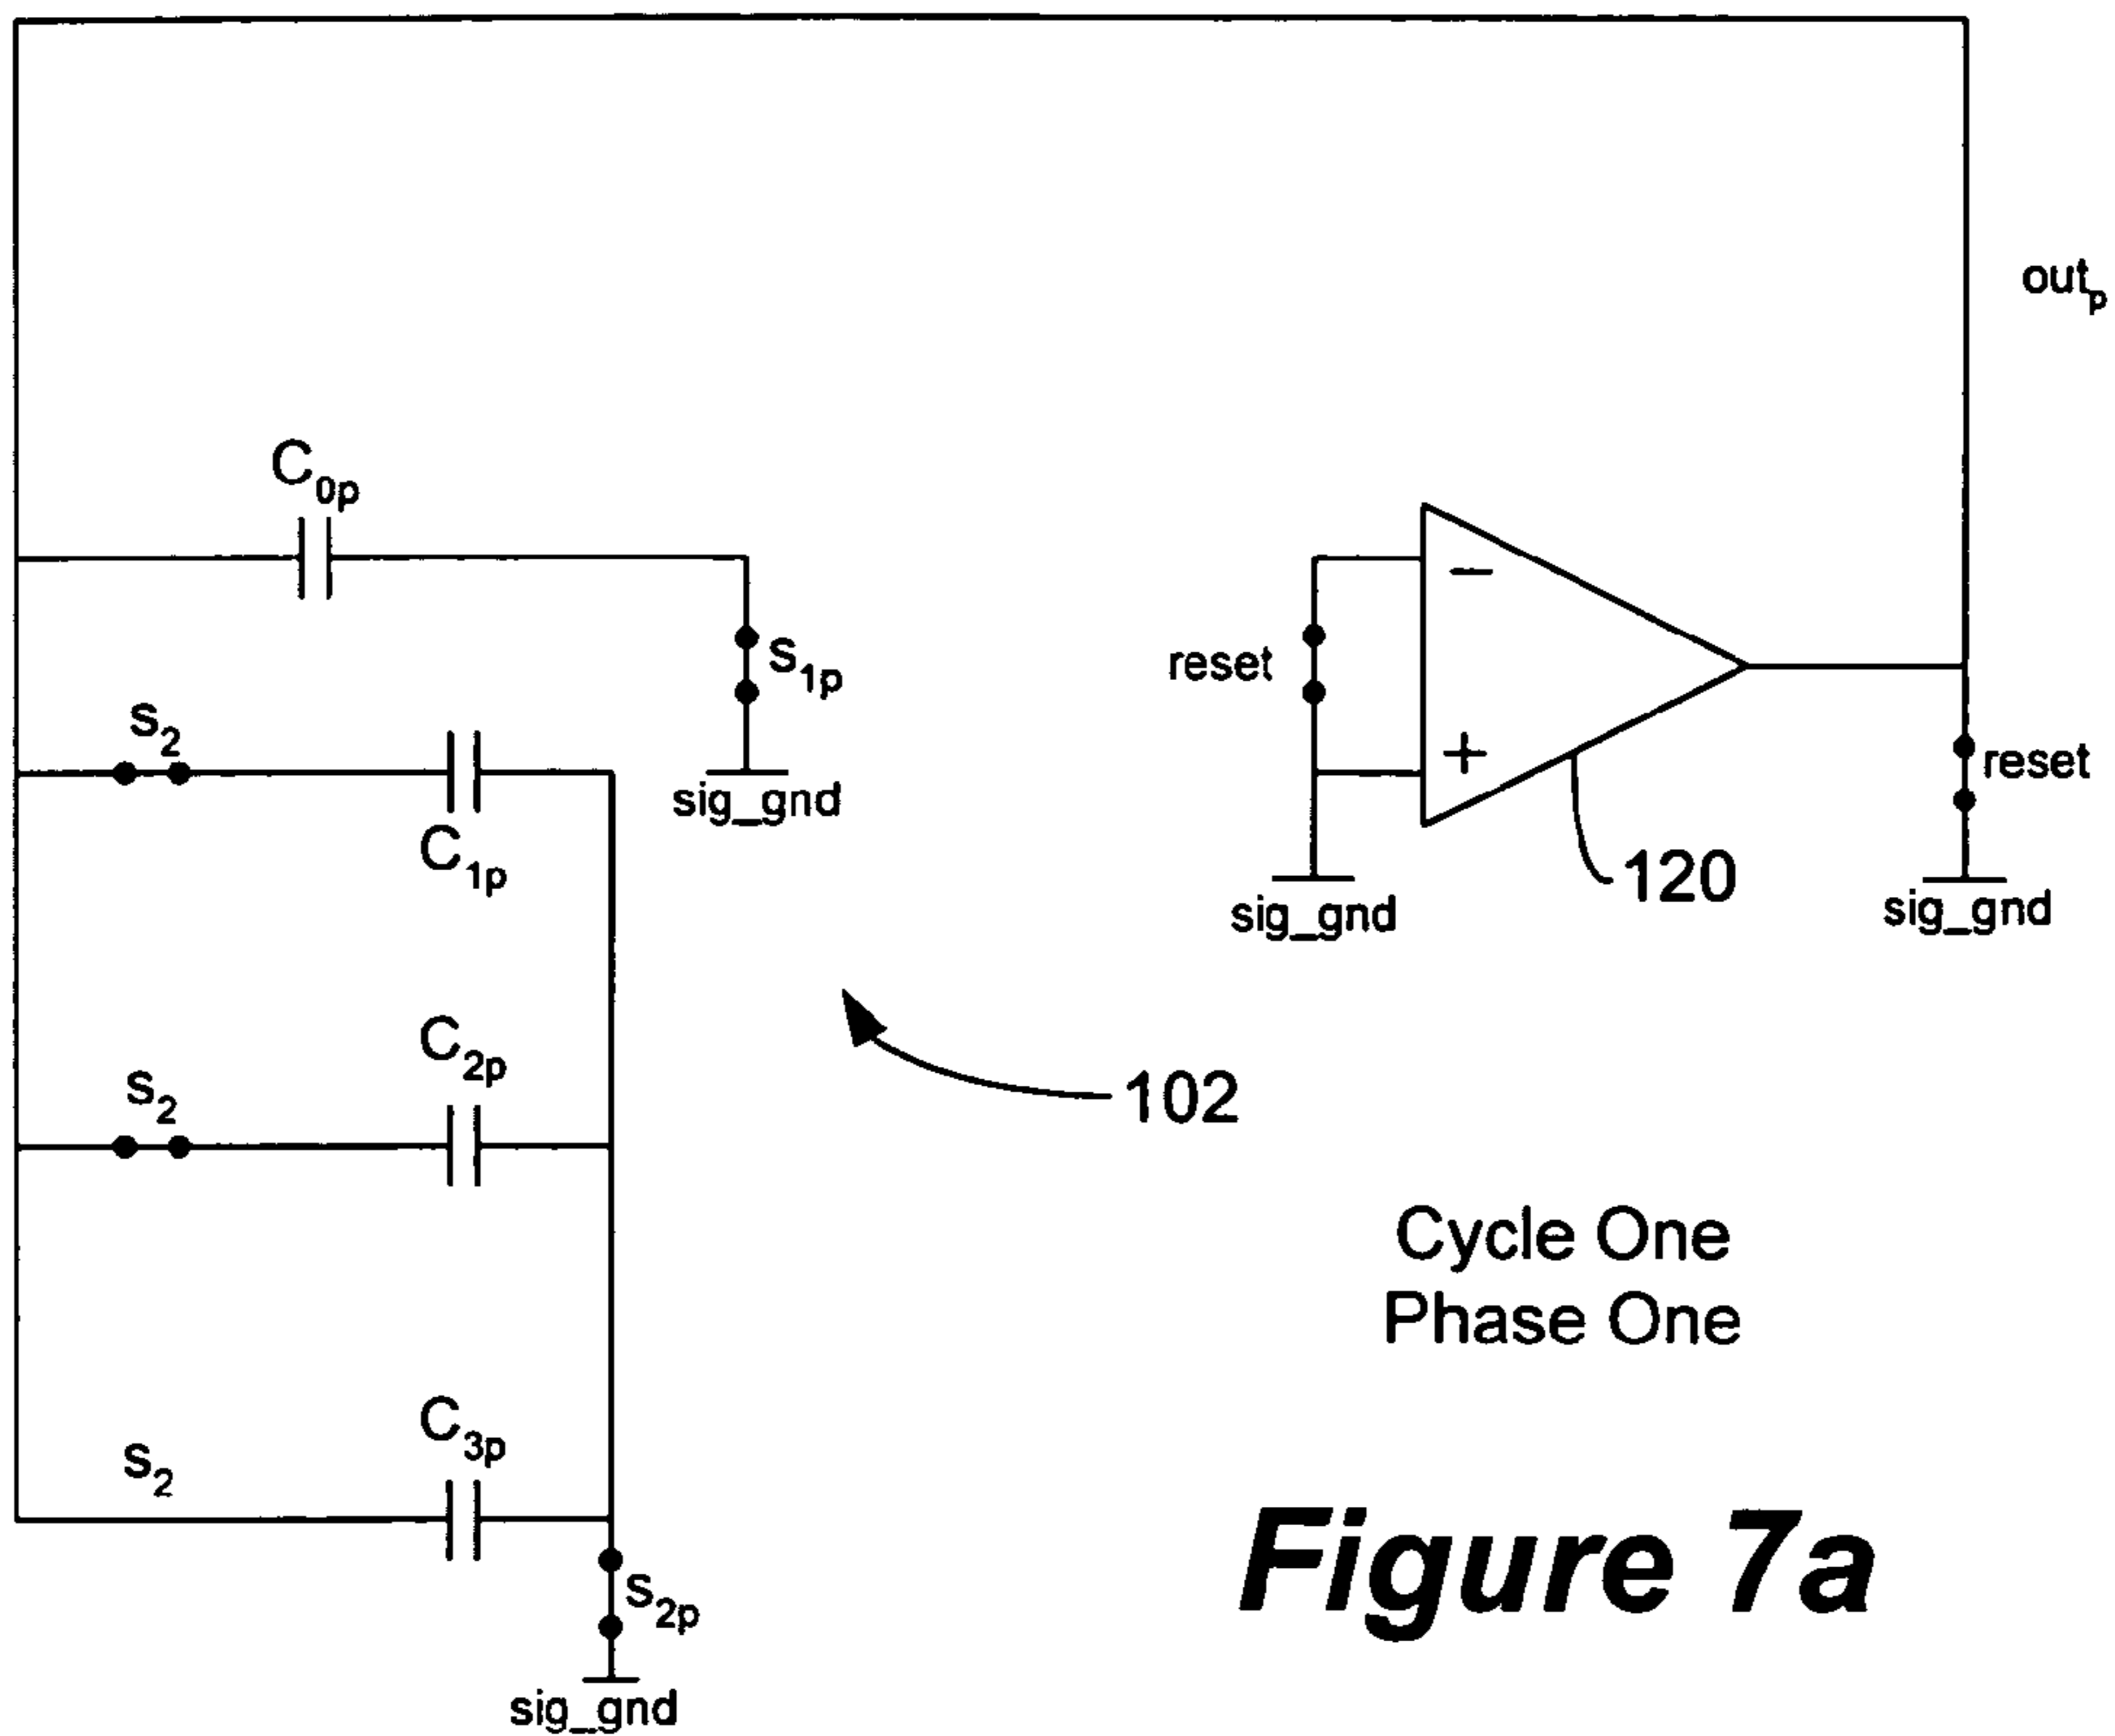 out_p
C_0p
S_1p
reset
S_2
−
+
reset
sig_gnd
C_1p
120
sig_gnd
sig_gnd
C_2p
S_2
102
Cycle One
Phase One
C_3p
S_2
Figure 7a
S_2p
sig_gnd